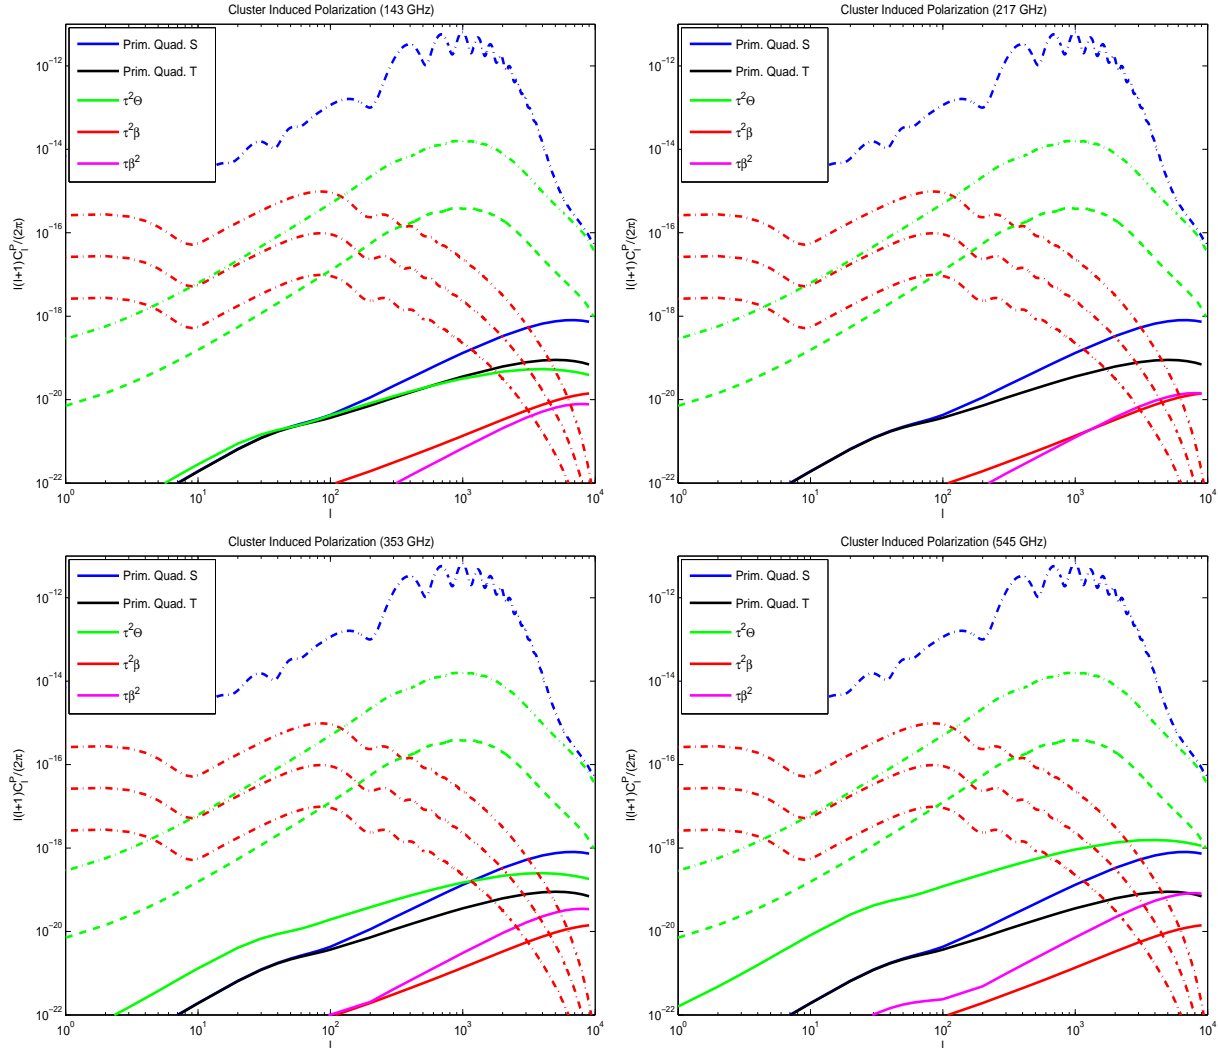 Cluster Induced Polarization (143 GHz)
Prim. Quad. S
Prim. Quad. T
τ²Θ
τ²β
τβ²
10⁻¹²
10⁻¹⁴
10⁻¹⁶
10⁻¹⁸
10⁻²⁰
10⁻²²
l(l+1)C_l^P/(2π)
10⁰ 10¹ 10² 10³ 10⁴
l
Cluster Induced Polarization (217 GHz)
Prim. Quad. S
Prim. Quad. T
τ²Θ
τ²β
τβ²
10⁻¹²
10⁻¹⁴
10⁻¹⁶
10⁻¹⁸
10⁻²⁰
10⁻²²
l(l+1)C_l^P/(2π)
10⁰ 10¹ 10² 10³ 10⁴
l
Cluster Induced Polarization (353 GHz)
Prim. Quad. S
Prim. Quad. T
τ²Θ
τ²β
τβ²
10⁻¹²
10⁻¹⁴
10⁻¹⁶
10⁻¹⁸
10⁻²⁰
10⁻²²
l(l+1)C_l^P/(2π)
10⁰ 10¹ 10² 10³ 10⁴
l
Cluster Induced Polarization (545 GHz)
Prim. Quad. S
Prim. Quad. T
τ²Θ
τ²β
τβ²
10⁻¹²
10⁻¹⁴
10⁻¹⁶
10⁻¹⁸
10⁻²⁰
10⁻²²
l(l+1)C_l^P/(2π)
10⁰ 10¹ 10² 10³ 10⁴
l